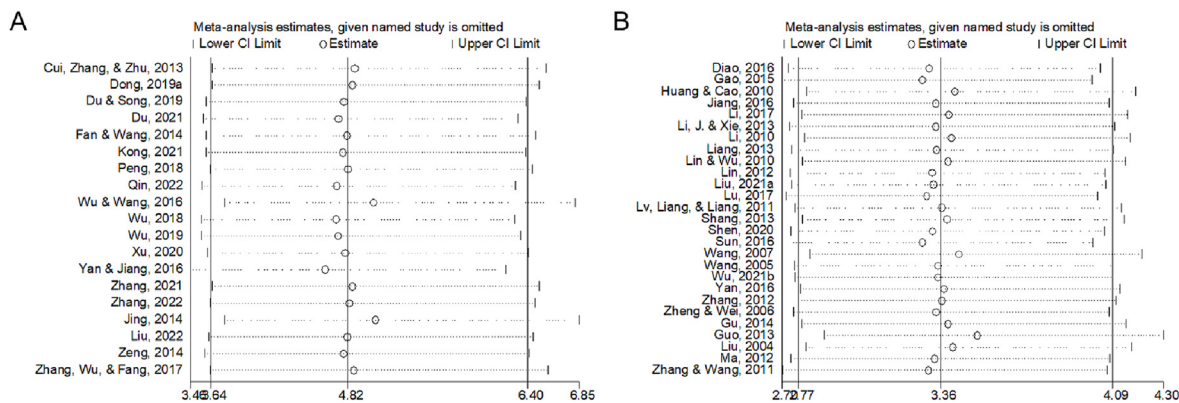 A
Meta-analysis estimates, given named study is omitted
Lower CI Limit Estimate Upper CI Limit
Cui, Zhang, & Zhu, 2013
Dong, 2019a
Du & Song, 2019
Du, 2021
Fan & Wang, 2014
Kong, 2021
Peng, 2018
Qin, 2022
Wu & Wang, 2016
Wu, 2018
Wu, 2019
Xu, 2020
Yan & Jiang, 2016
Zhang, 2021
Zhang, 2022
Jing, 2014
Liu, 2022
Zeng, 2014
Zhang, Wu, & Fang, 2017
3.64 4.82 6.40 6.85
B
Meta-analysis estimates, given named study is omitted
Lower CI Limit Estimate Upper CI Limit
Diao, 2016
Gao, 2015
Huang & Cao, 2010
Jiang, 2016
Li, 2017
Li, J. & Xie, 2013
Li, 2010
Liang, 2013
Lin & Wu, 2010
Lin, 2012
Liu, 2021a
Lu, 2017
Lv, Liang, & Liang, 2011
Shang, 2013
Shen, 2020
Sun, 2016
Wang, 2007
Wang, 2005
Wu, 2021b
Yan, 2016
Zhang, 2012
Zheng & Wei, 2006
Gu, 2014
Guo, 2013
Liu, 2004
Ma, 2012
Zhang & Wang, 2011
2.77 3.36 4.09 4.30